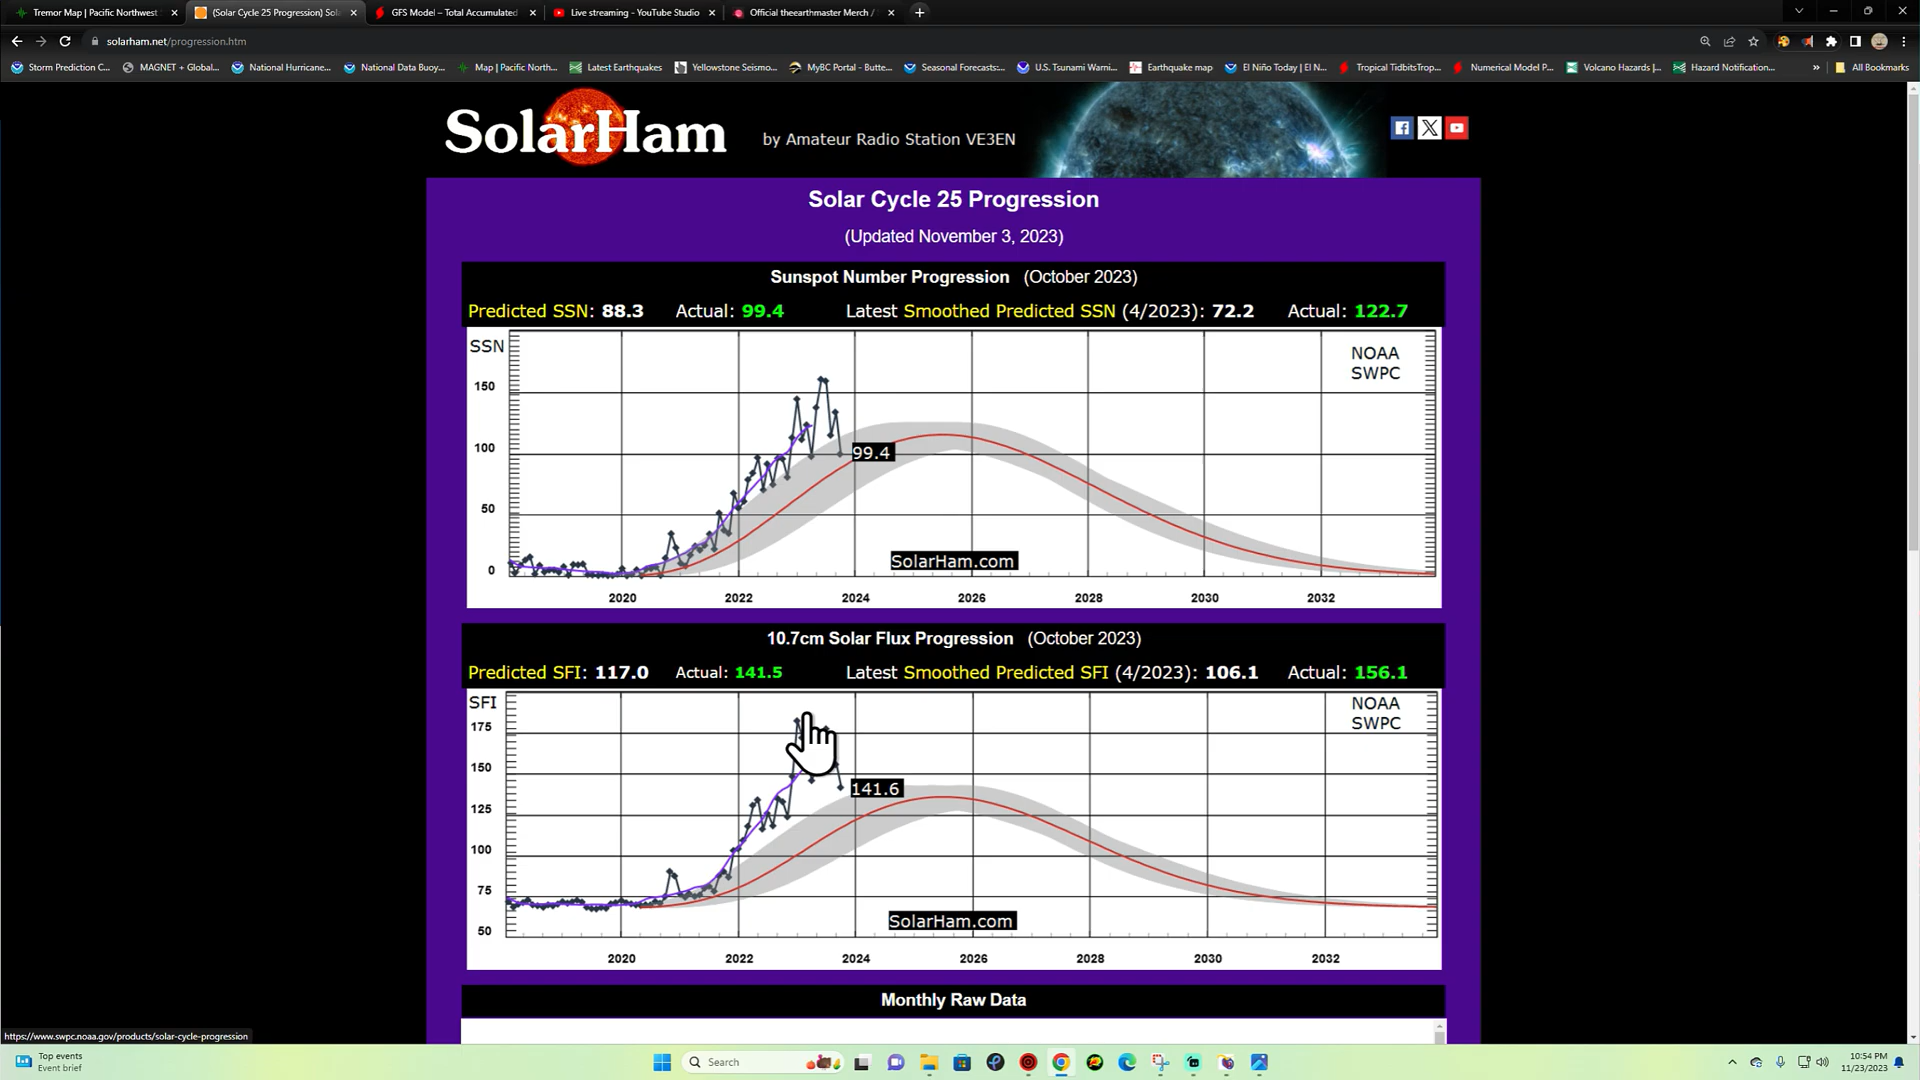 Tremor Map | Pacific Northwest
(Solar Cycle 25 Progression) Sol
GFS Model – Total Accumulated
Live streaming - YouTube Studio
Official theearthmaster Merch /
solarham.net/progression.htm
Storm Prediction C...
MAGNET + Global...
National Hurricane...
National Data Buoy...
Map | Pacific North...
Latest Earthquakes
Yellowstone Seismo...
MyBC Portal - Butte...
Seasonal Forecasts:...
U.S. Tsunami Warni...
Earthquake map
El Niño Today | El N...
Tropical TidbitsTrop...
Numerical Model P...
Volcano Hazards |...
Hazard Notification...
»
All Bookmarks
SolarHam by Amateur Radio Station VE3EN
Solar Cycle 25 Progression
(Updated November 3, 2023)
Sunspot Number Progression (October 2023)
Predicted SSN: 88.3 Actual: 99.4 Latest Smoothed Predicted SSN (4/2023): 72.2 Actual: 122.7
SSN
NOAA
SWPC
150
100
99.4
50
SolarHam.com
0
2020 2022 2024 2026 2028 2030 2032
10.7cm Solar Flux Progression (October 2023)
Predicted SFI: 117.0 Actual: 141.5 Latest Smoothed Predicted SFI (4/2023): 106.1 Actual: 156.1
SFI
NOAA
SWPC
175
150
141.6
125
100
75
SolarHam.com
50
2020 2022 2024 2026 2028 2030 2032
Monthly Raw Data
https://www.swpc.noaa.gov/products/solar-cycle-progression
Top events
Event brief
Search
10:54 PM
11/23/2023